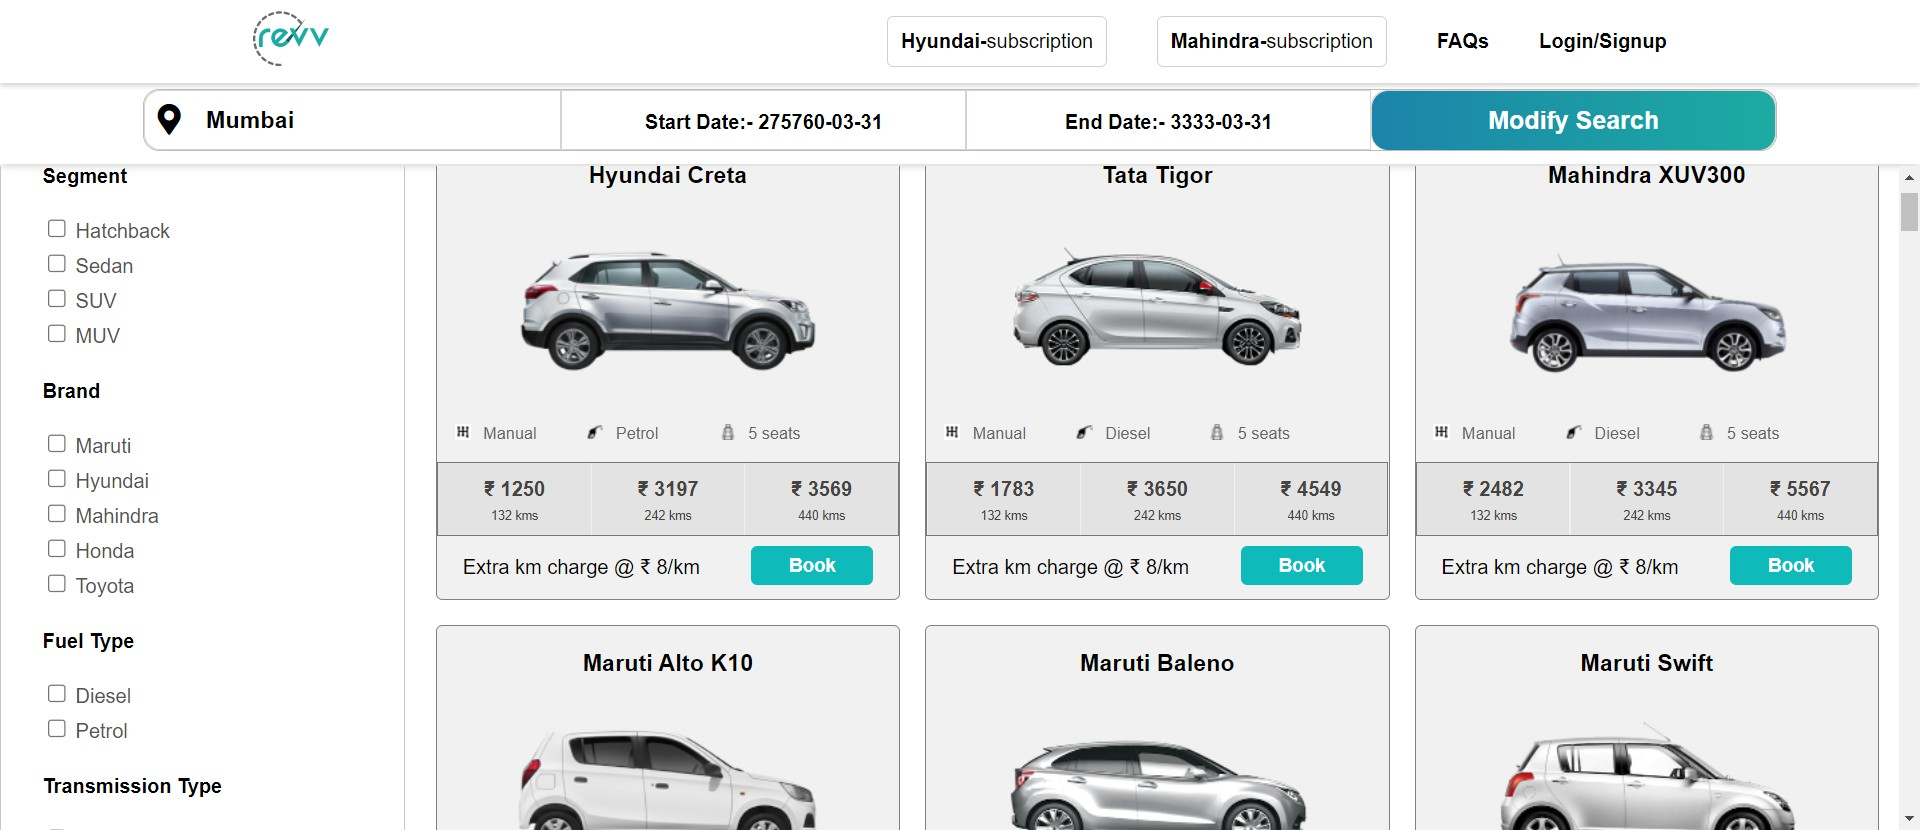 revv
Hyundai-subscription
Mahindra-subscription
FAQs
Login/Signup
Mumbai
Start Date:- 275760-03-31
End Date:- 3333-03-31
Modify Search
Segment
Hatchback
Sedan
SUV
MUV
Brand
Maruti
Hyundai
Mahindra
Honda
Toyota
Fuel Type
Diesel
Petrol
Transmission Type
Hyundai Creta
Manual
Petrol
5 seats
₹ 1250
₹ 3197
₹ 3569
132 kms
242 kms
440 kms
Extra km charge @ ₹ 8/km
Book
Tata Tigor
Manual
Diesel
5 seats
₹ 1783
₹ 3650
₹ 4549
132 kms
242 kms
440 kms
Extra km charge @ ₹ 8/km
Book
Mahindra XUV300
Manual
Diesel
5 seats
₹ 2482
₹ 3345
₹ 5567
132 kms
242 kms
440 kms
Extra km charge @ ₹ 8/km
Book
Maruti Alto K10
Maruti Baleno
Maruti Swift